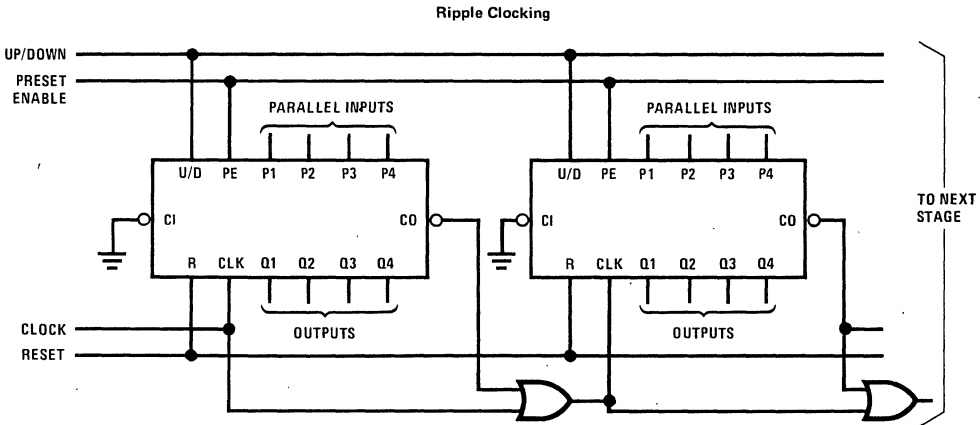 Ripple Clocking
UP/DOWN
PRESET
ENABLE
PARALLEL INPUTS
PARALLEL INPUTS
U/D PE P1 P2 P3 P4
U/D PE P1 P2 P3 P4
CI CO
CI CO
TO NEXT
STAGE
R CLK Q1 Q2 Q3 Q4
R CLK Q1 Q2 Q3 Q4
CLOCK
OUTPUTS
OUTPUTS
RESET